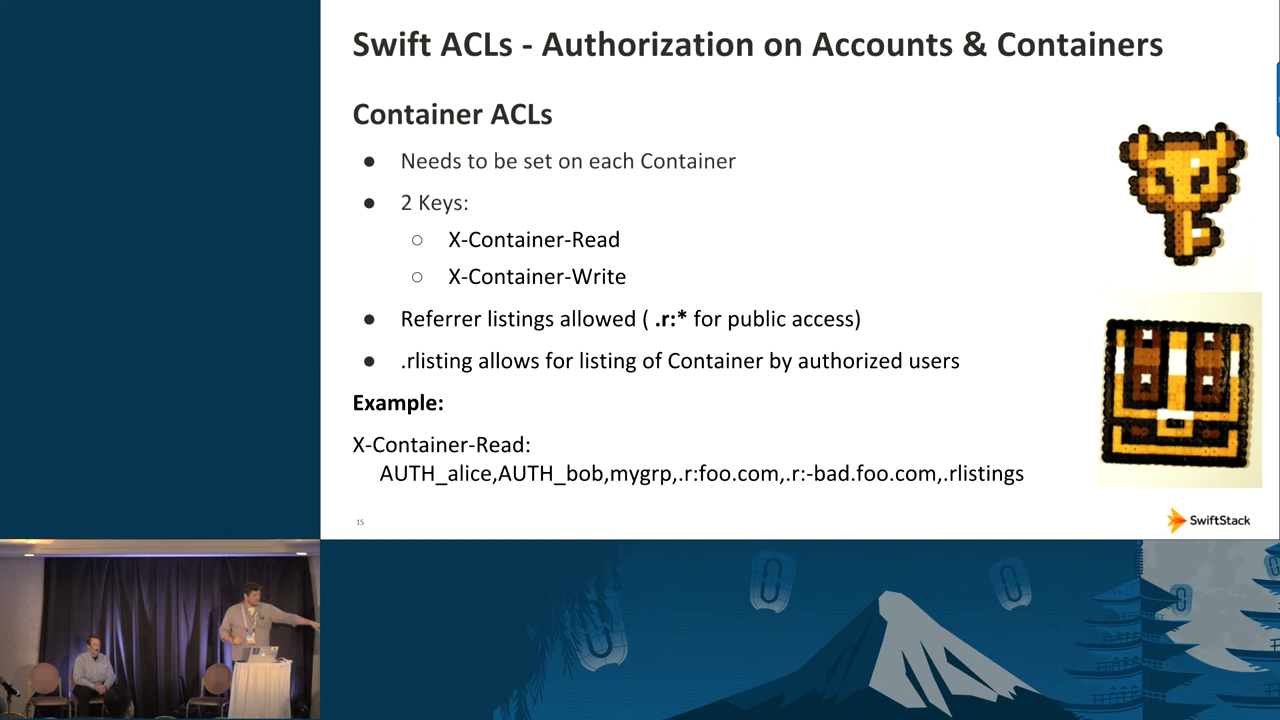 Swift ACLs - Authorization on Accounts & Containers
Container ACLs
● Needs to be set on each Container
● 2 Keys:
○ X-Container-Read
○ X-Container-Write
● Referrer listings allowed ( .r:* for public access)
● .rlisting allows for listing of Container by authorized users
Example:
X-Container-Read:
AUTH_alice,AUTH_bob,mygrp,.r:foo.com,.r:-bad.foo.com,.rlistings
15
SwiftStack